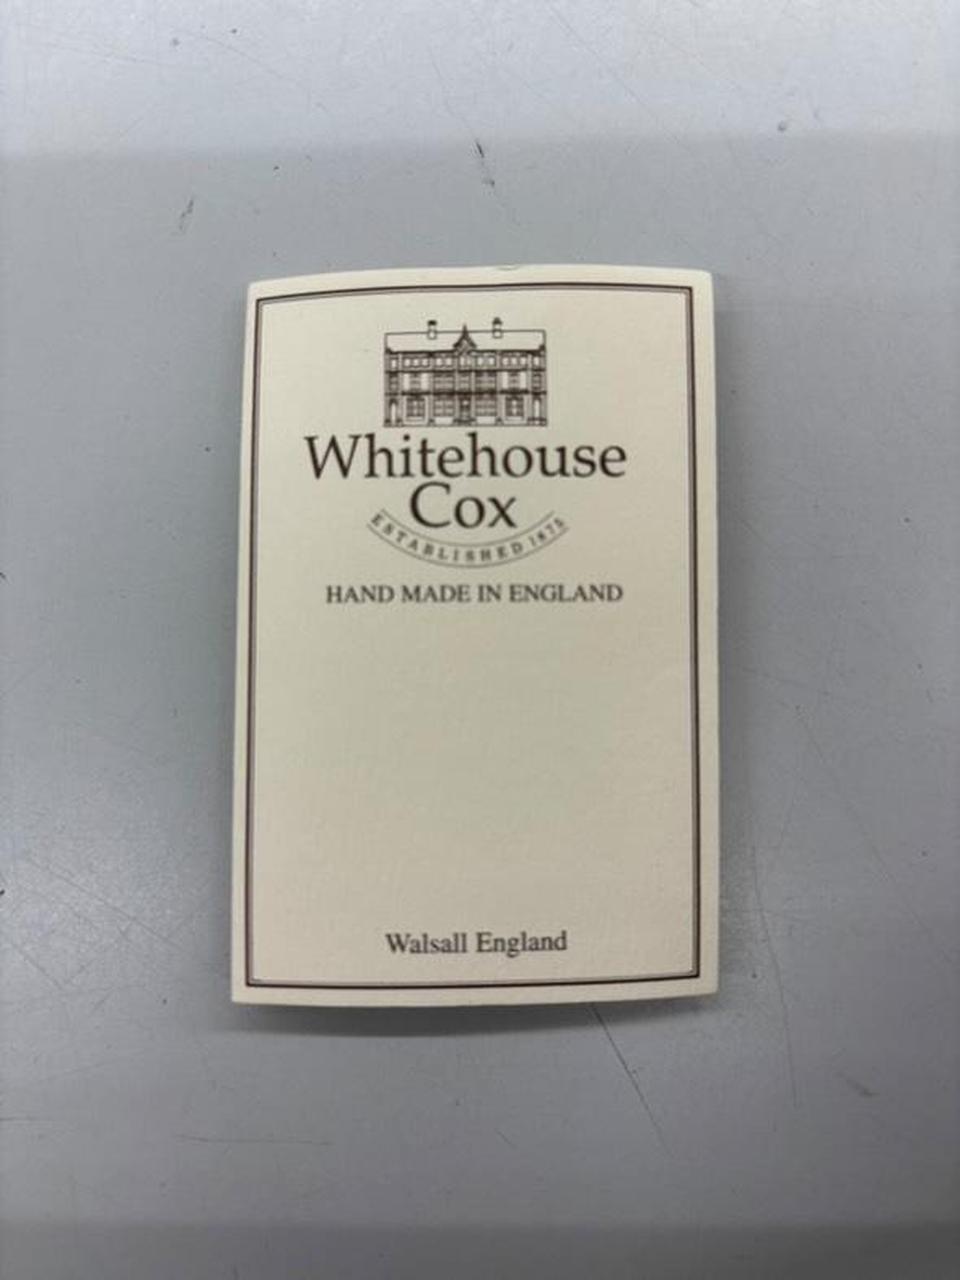 Whitehouse
Cox
ESTABLISHED 1875
HAND MADE IN ENGLAND
Walsall England